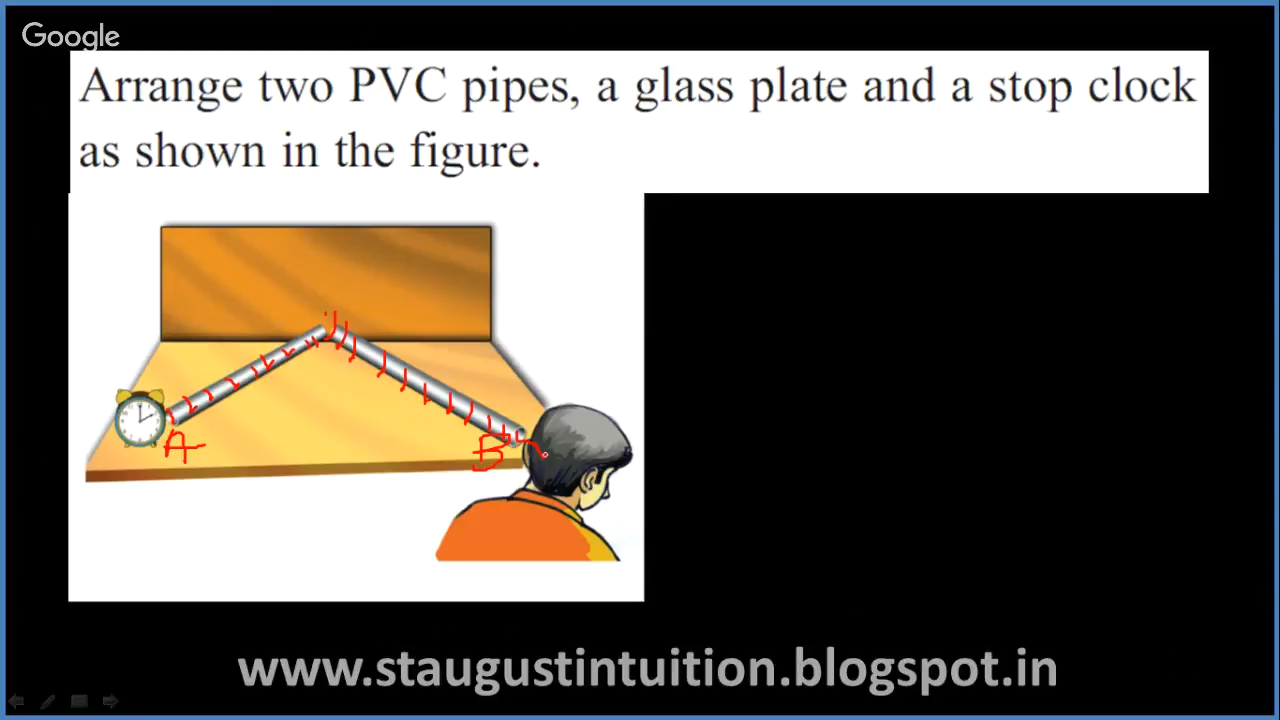 Google
Arrange two PVC pipes, a glass plate and a stop clock
as shown in the figure.
A
B
www.staugustintuition.blogspot.in